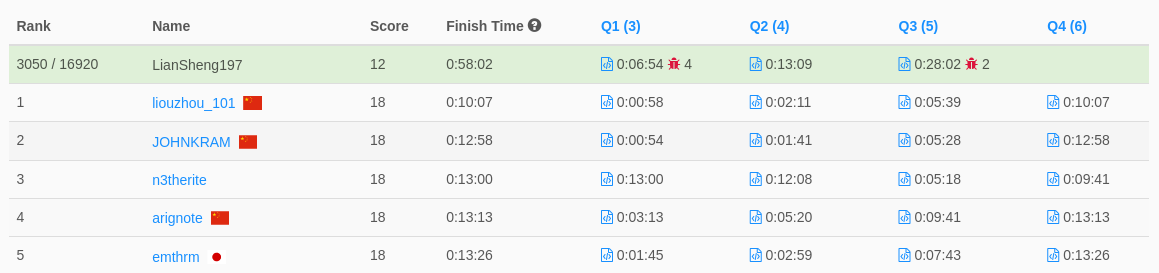 Rank Name Score Finish Time Q1 (3) Q2 (4) Q3 (5) Q4 (6)
3050 / 16920 LianSheng197 12 0:58:02 0:06:54 4 0:13:09 0:28:02 2
1 liouzhou_101 18 0:10:07 0:00:58 0:02:11 0:05:39 0:10:07
2 JOHNKRAM 18 0:12:58 0:00:54 0:01:41 0:05:28 0:12:58
3 n3therite 18 0:13:00 0:13:00 0:12:08 0:05:18 0:09:41
4 arignote 18 0:13:13 0:03:13 0:05:20 0:09:41 0:13:13
5 emthrm 18 0:13:26 0:01:45 0:02:59 0:07:43 0:13:26